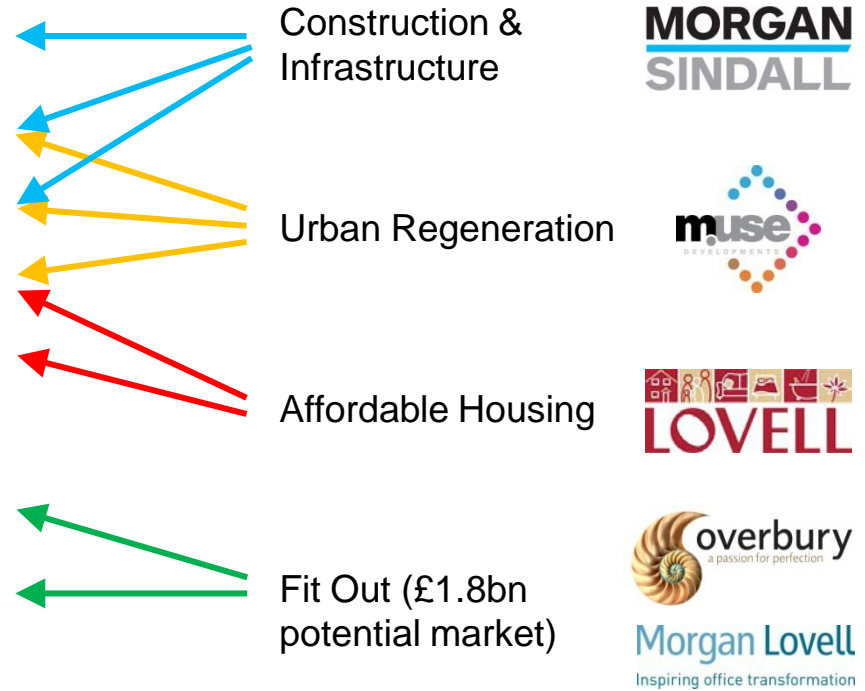 Construction &
Infrastructure
MORGAN
SINDALL
Urban Regeneration
muse
DEVELOPMENTS
Affordable Housing
LOVELL
overbury
a passion for perfection
Fit Out (£1.8bn
potential market)
Morgan Lovell
Inspiring office transformation